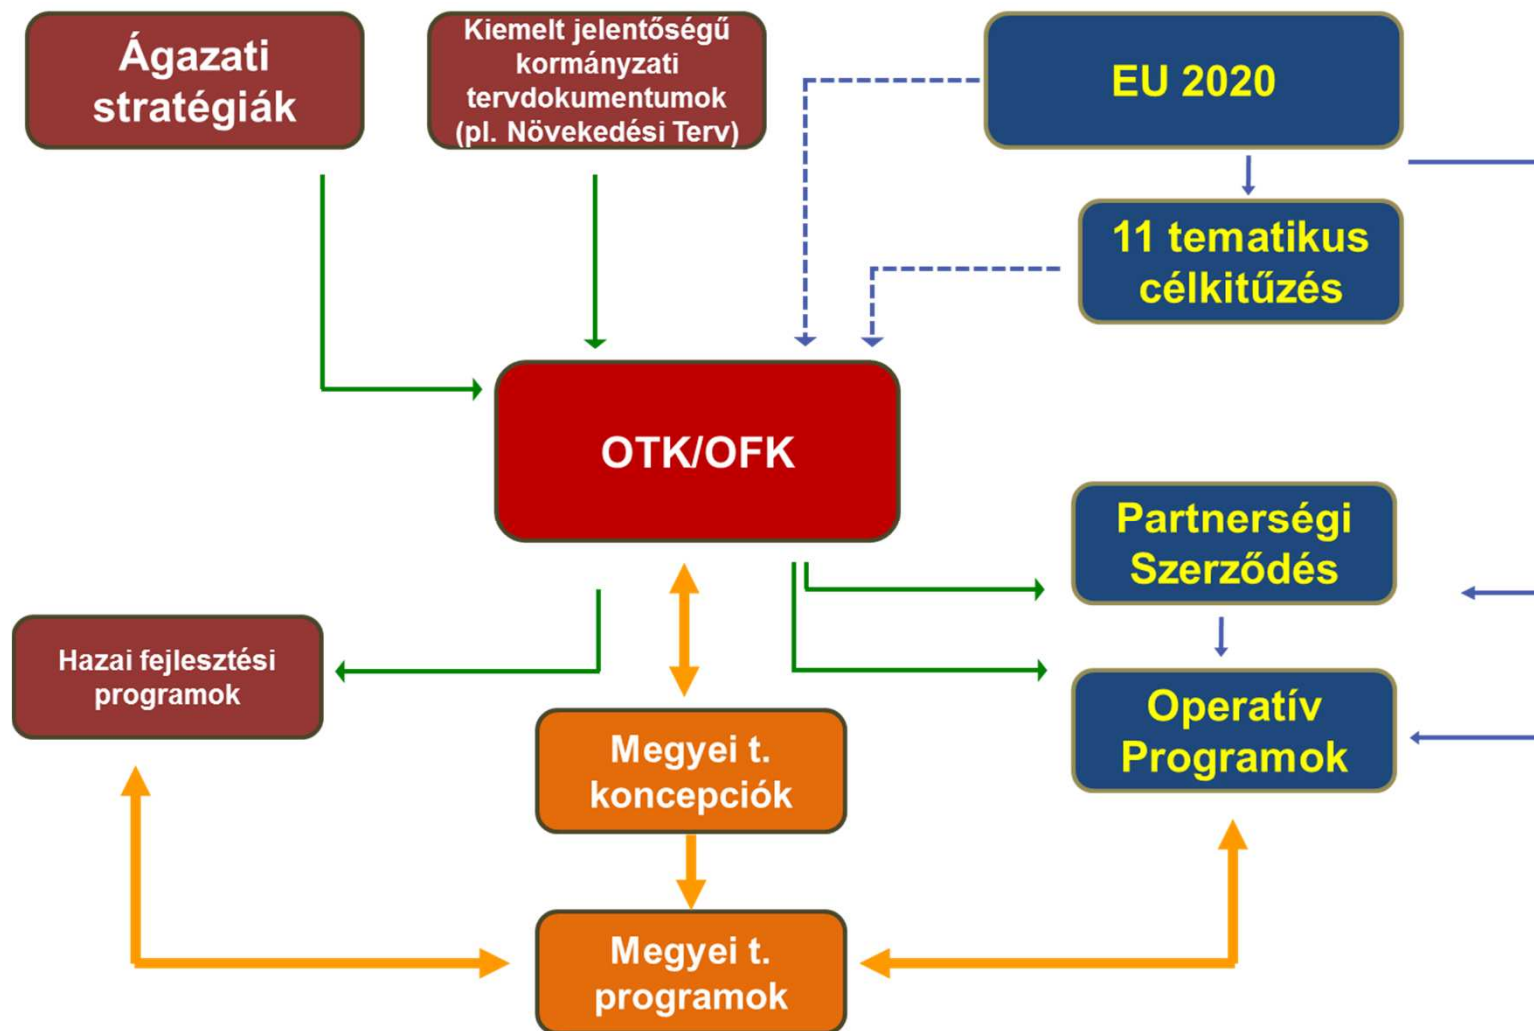 Ágazati
stratégiák
Kiemelt jelentőségű
kormányzati
tervdokumentumok
(pl. Növekedési Terv)
EU 2020
11 tematikus
célkitűzés
OTK/OFK
Partnerségi
Szerződés
Hazai fejlesztési
programok
Operatív
Programok
Megyei t.
koncepciók
Megyei t.
programok